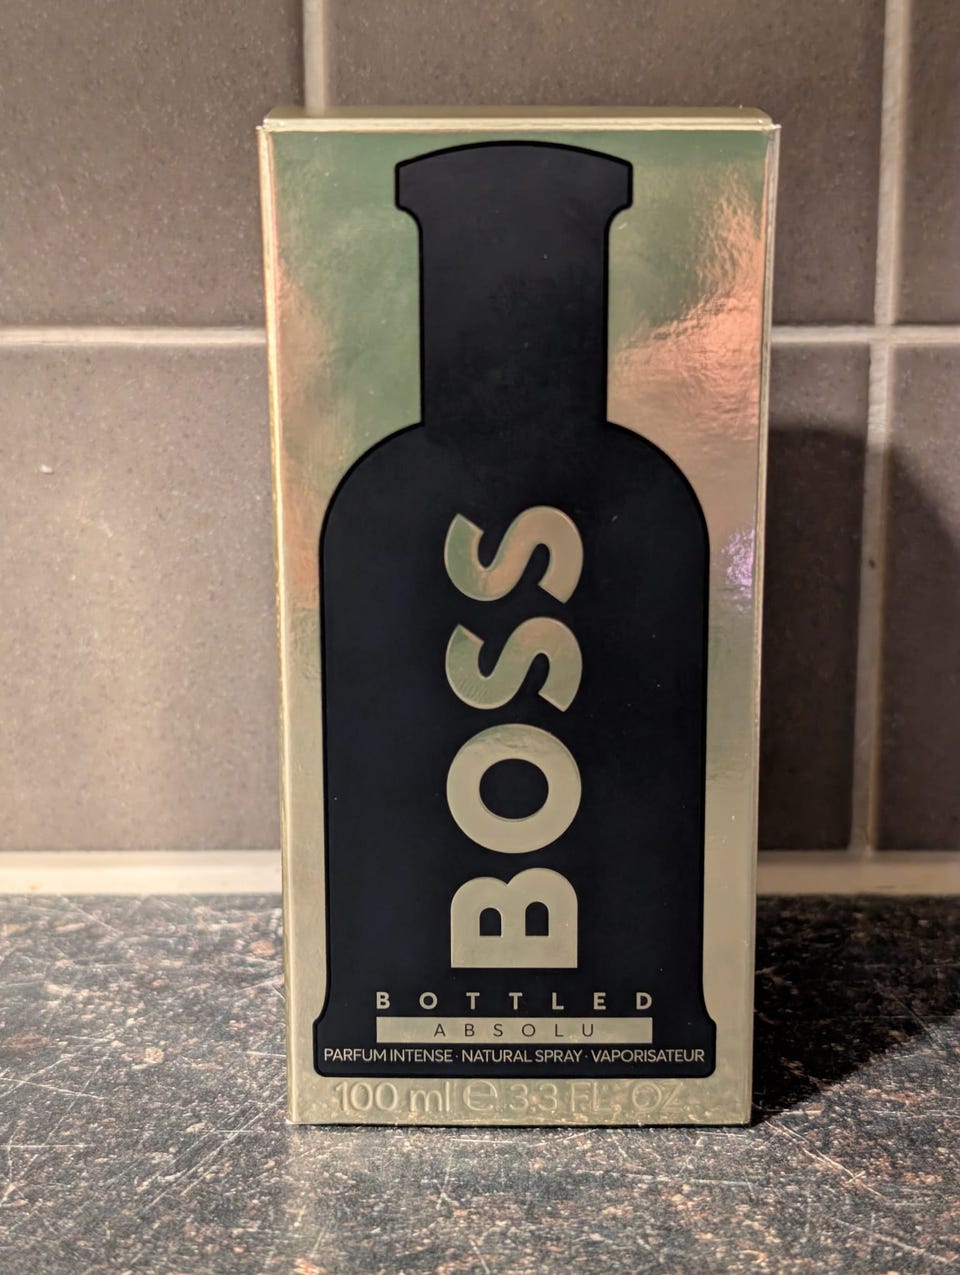 BOSS
BOTTLED
ABSOLU
PARFUM INTENSE · NATURAL SPRAY · VAPORISATEUR
100 ml ℮ 3.3 FL. OZ.